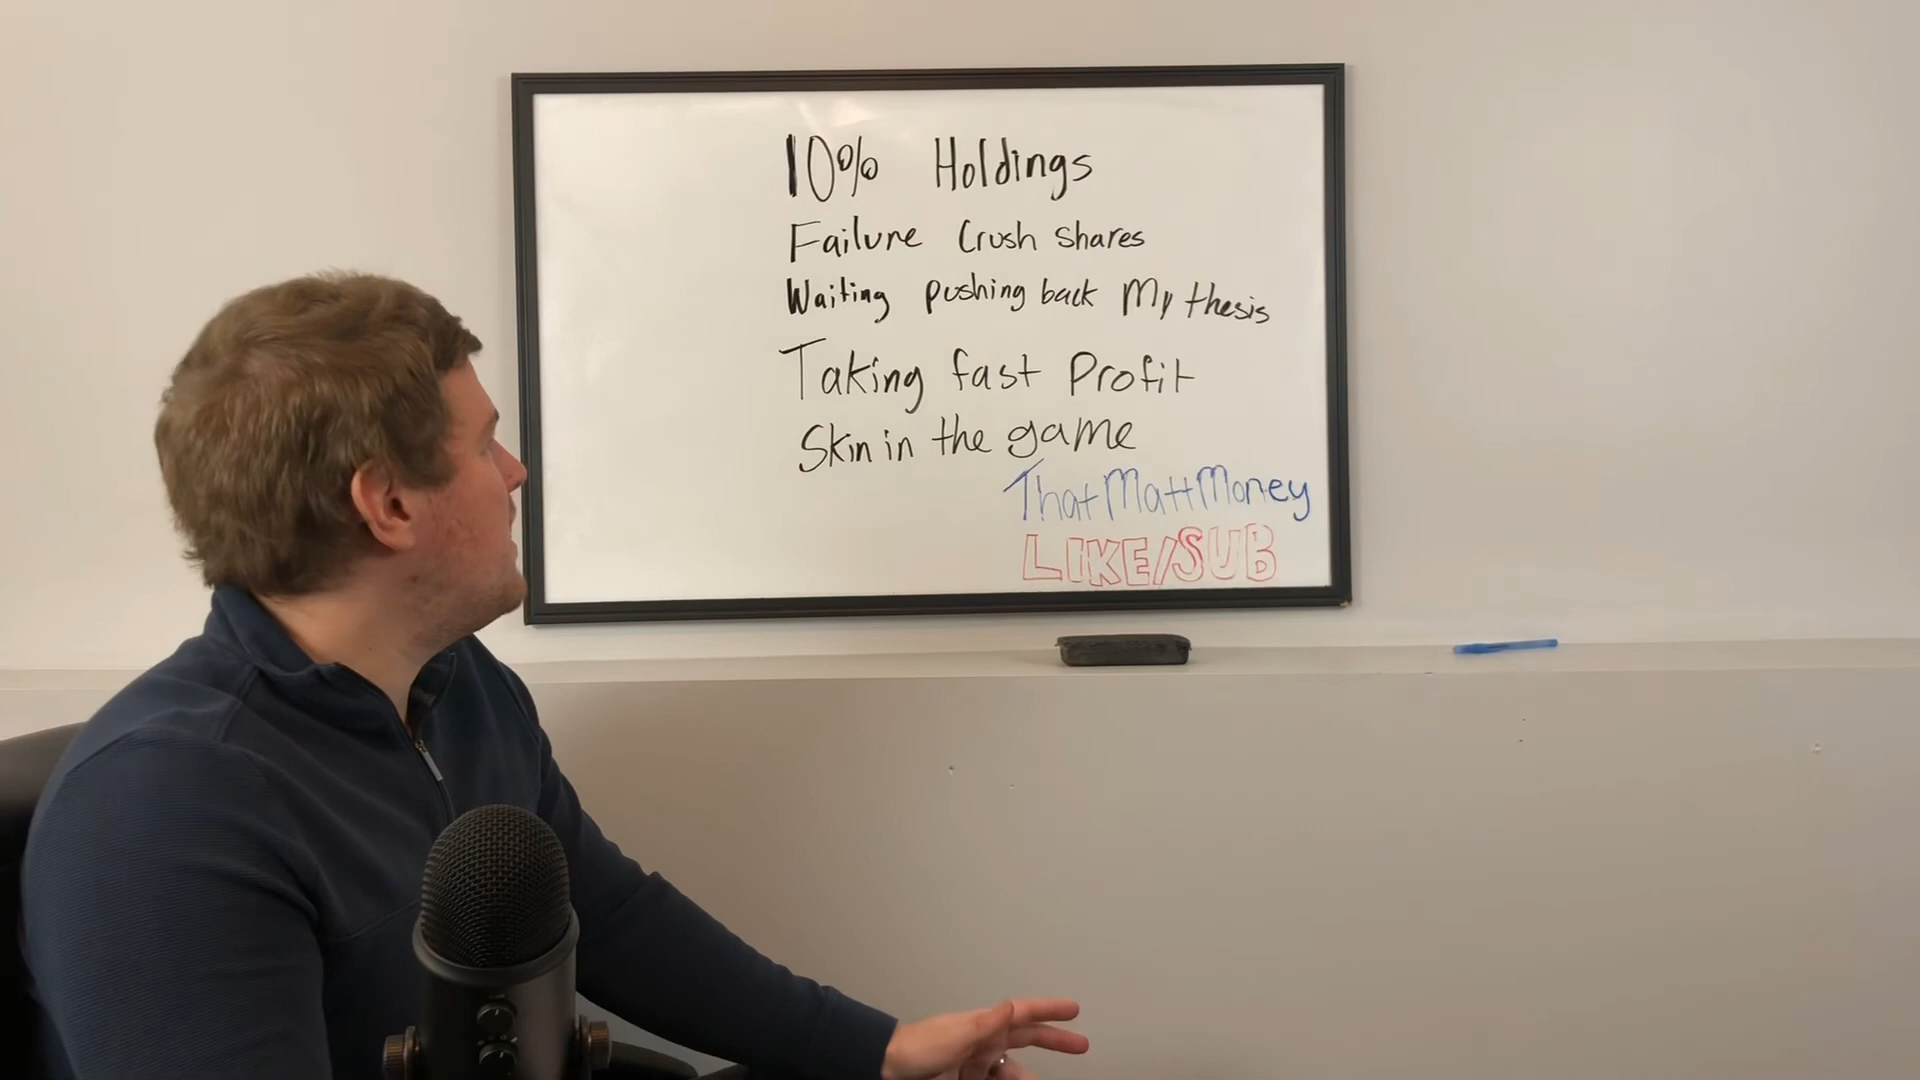 10% Holdings
Failure Crush shares
Waiting pushing back My thesis
Taking fast Profit
Skin in the game
ThatMattMoney
LIKE/SUB